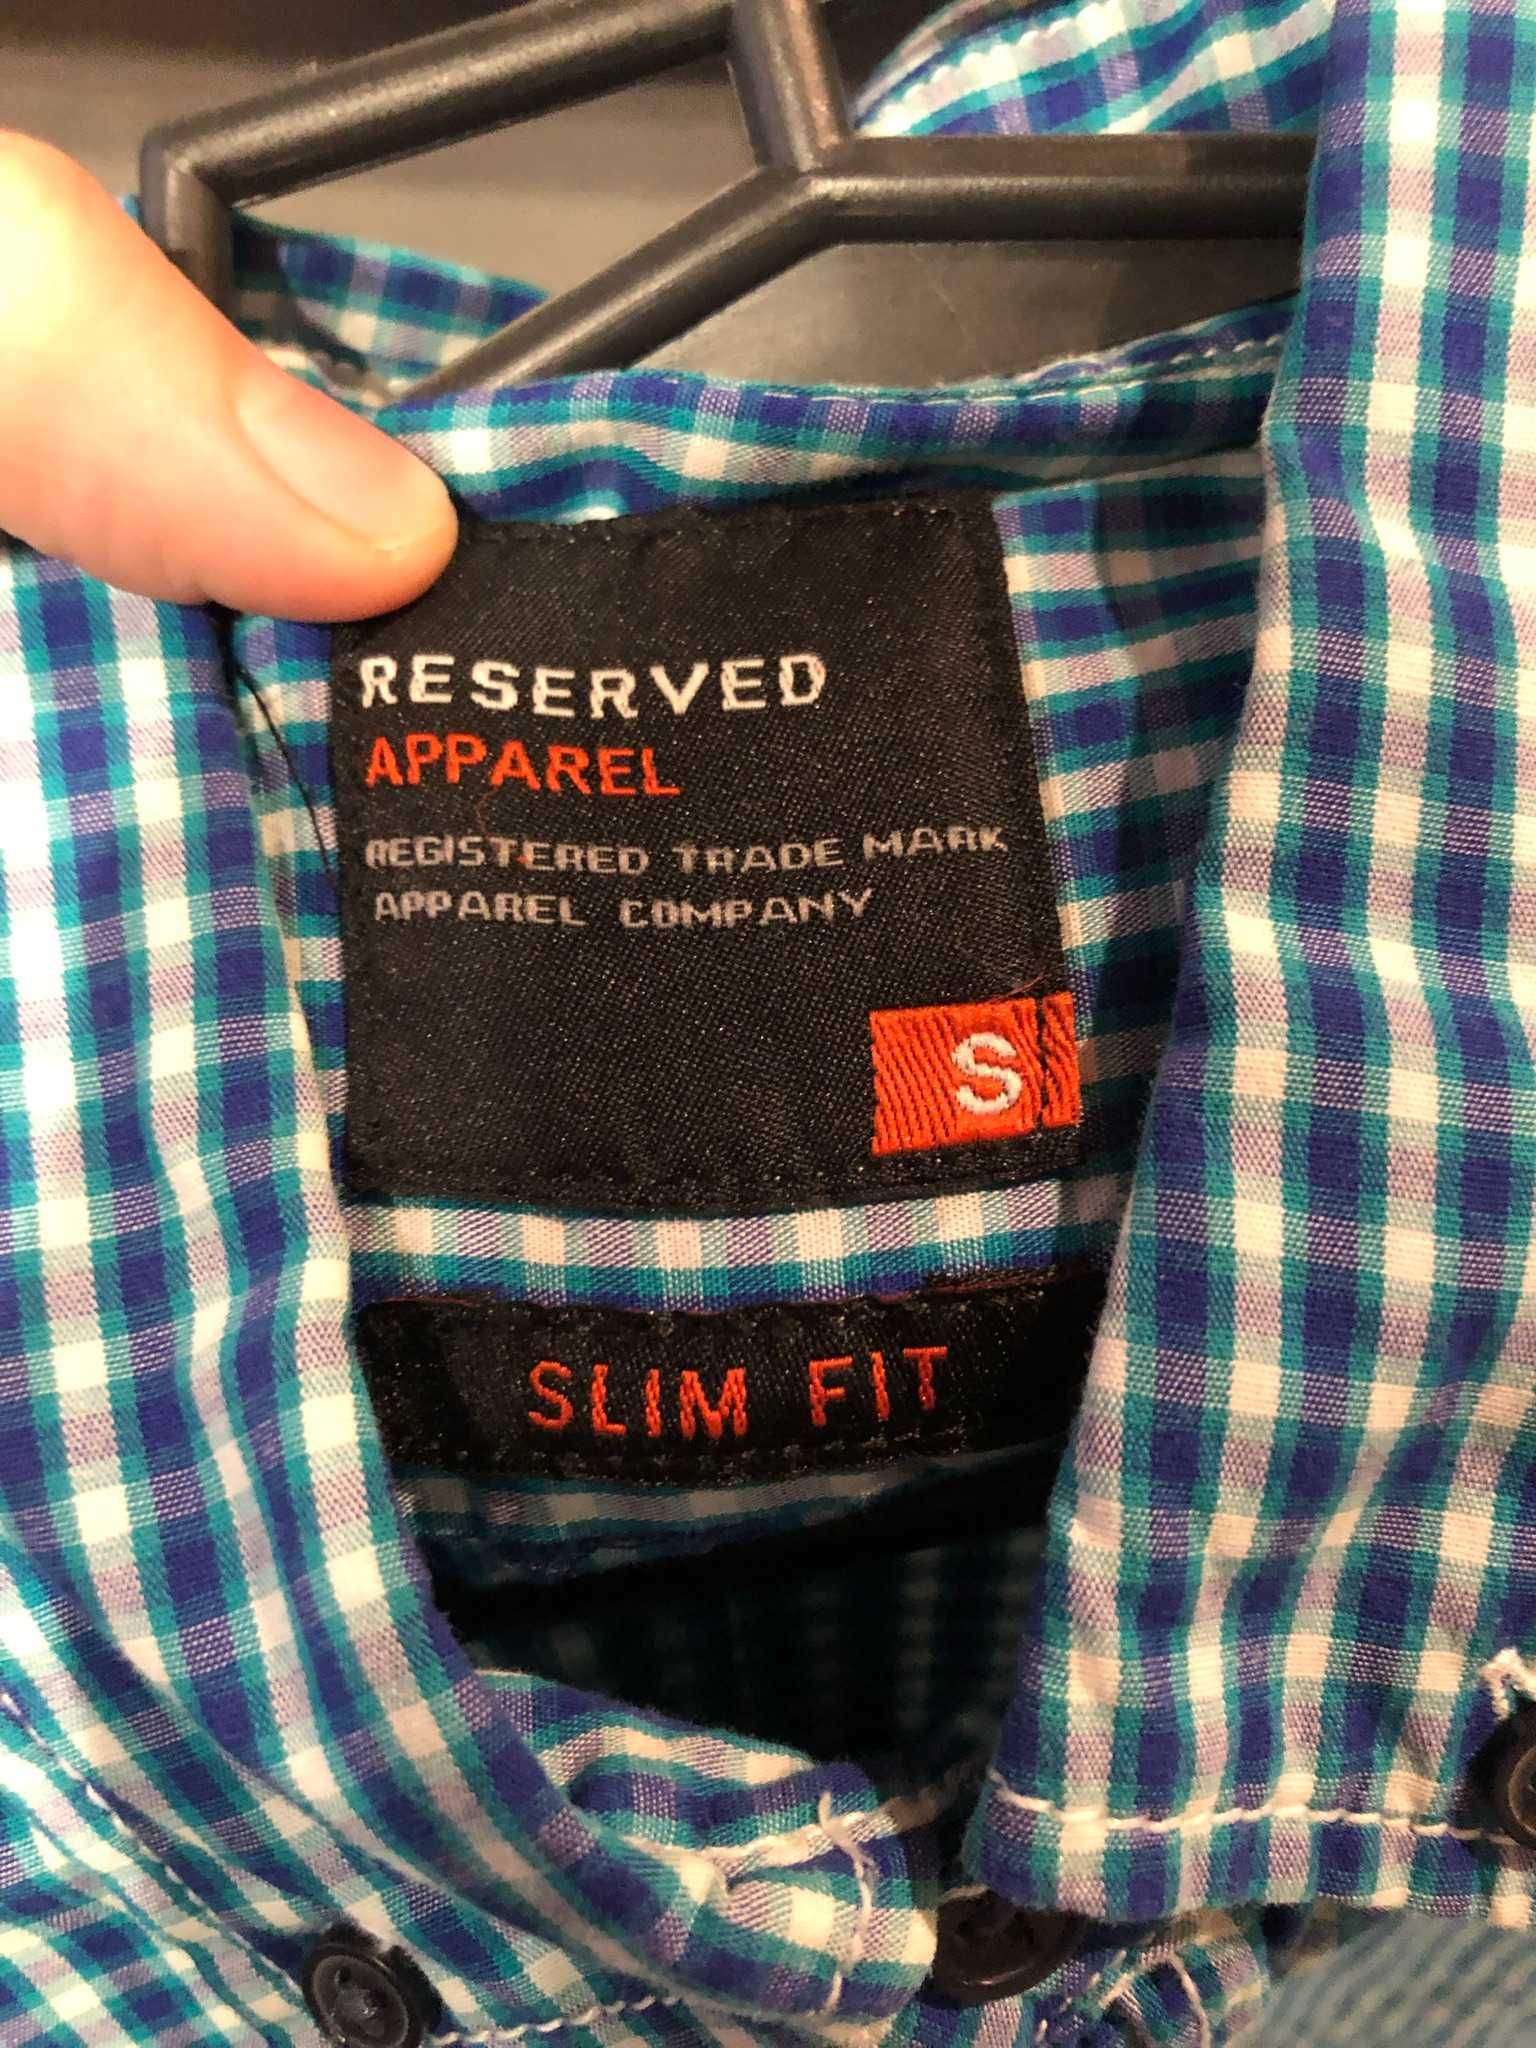 RESERVED
APPAREL
REGISTERED TRADE MARK
APPAREL COMPANY
S
SLIM FIT